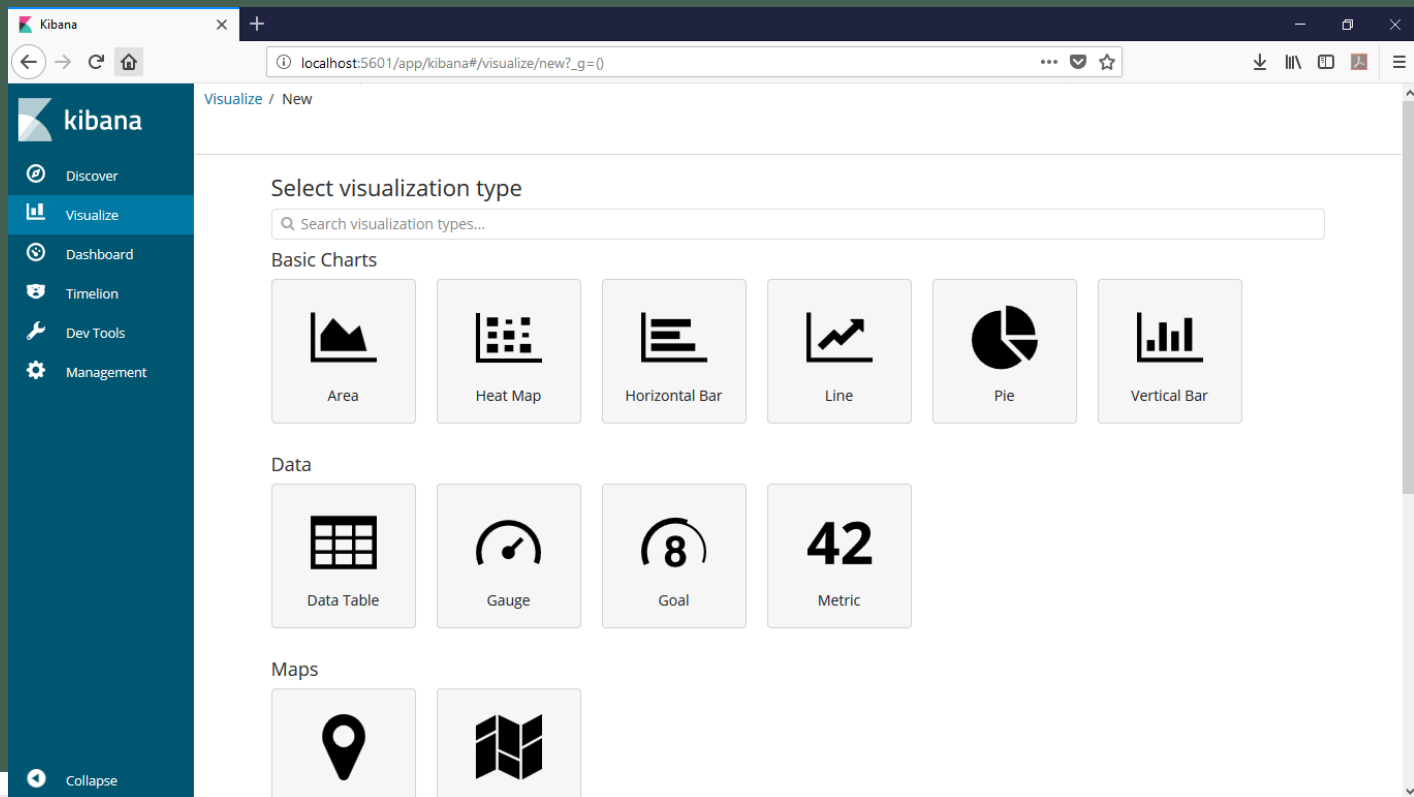 Kibana
localhost:5601/app/kibana#/visualize/new?_g=()
kibana
Discover
Visualize
Dashboard
Timelion
Dev Tools
Management
Collapse
Visualize / New
Select visualization type
Search visualization types...
Basic Charts
Area
Heat Map
Horizontal Bar
Line
Pie
Vertical Bar
Data
8
42
Data Table
Gauge
Goal
Metric
Maps